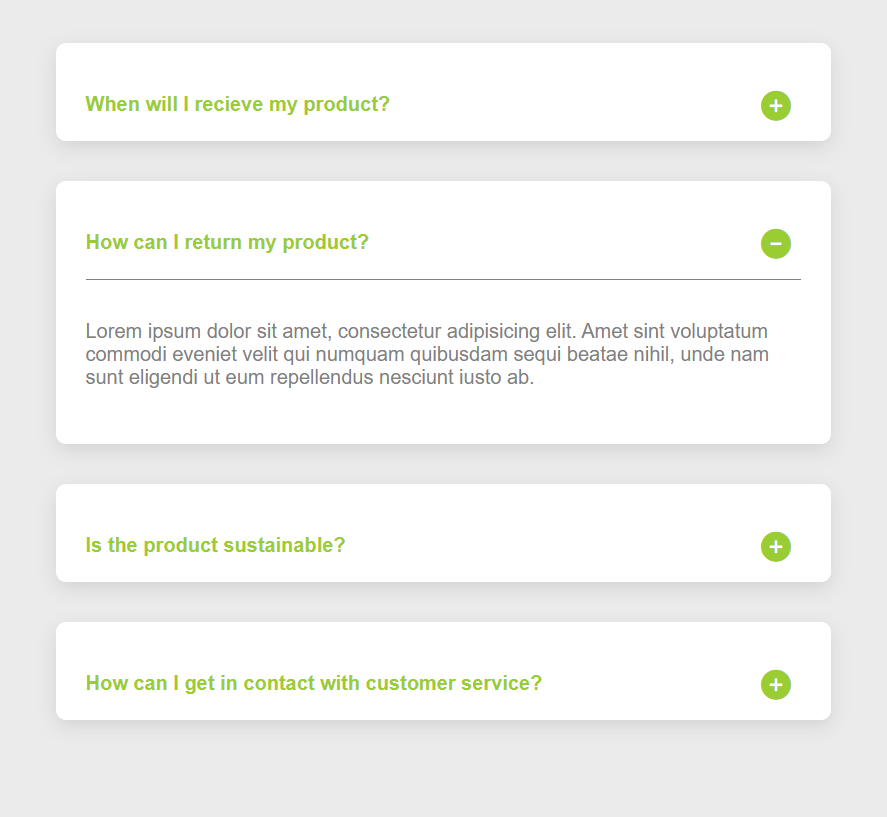 When will I recieve my product?
How can I return my product?
Lorem ipsum dolor sit amet, consectetur adipisicing elit. Amet sint voluptatum
commodi eveniet velit qui numquam quibusdam sequi beatae nihil, unde nam
sunt eligendi ut eum repellendus nesciunt iusto ab.
Is the product sustainable?
How can I get in contact with customer service?